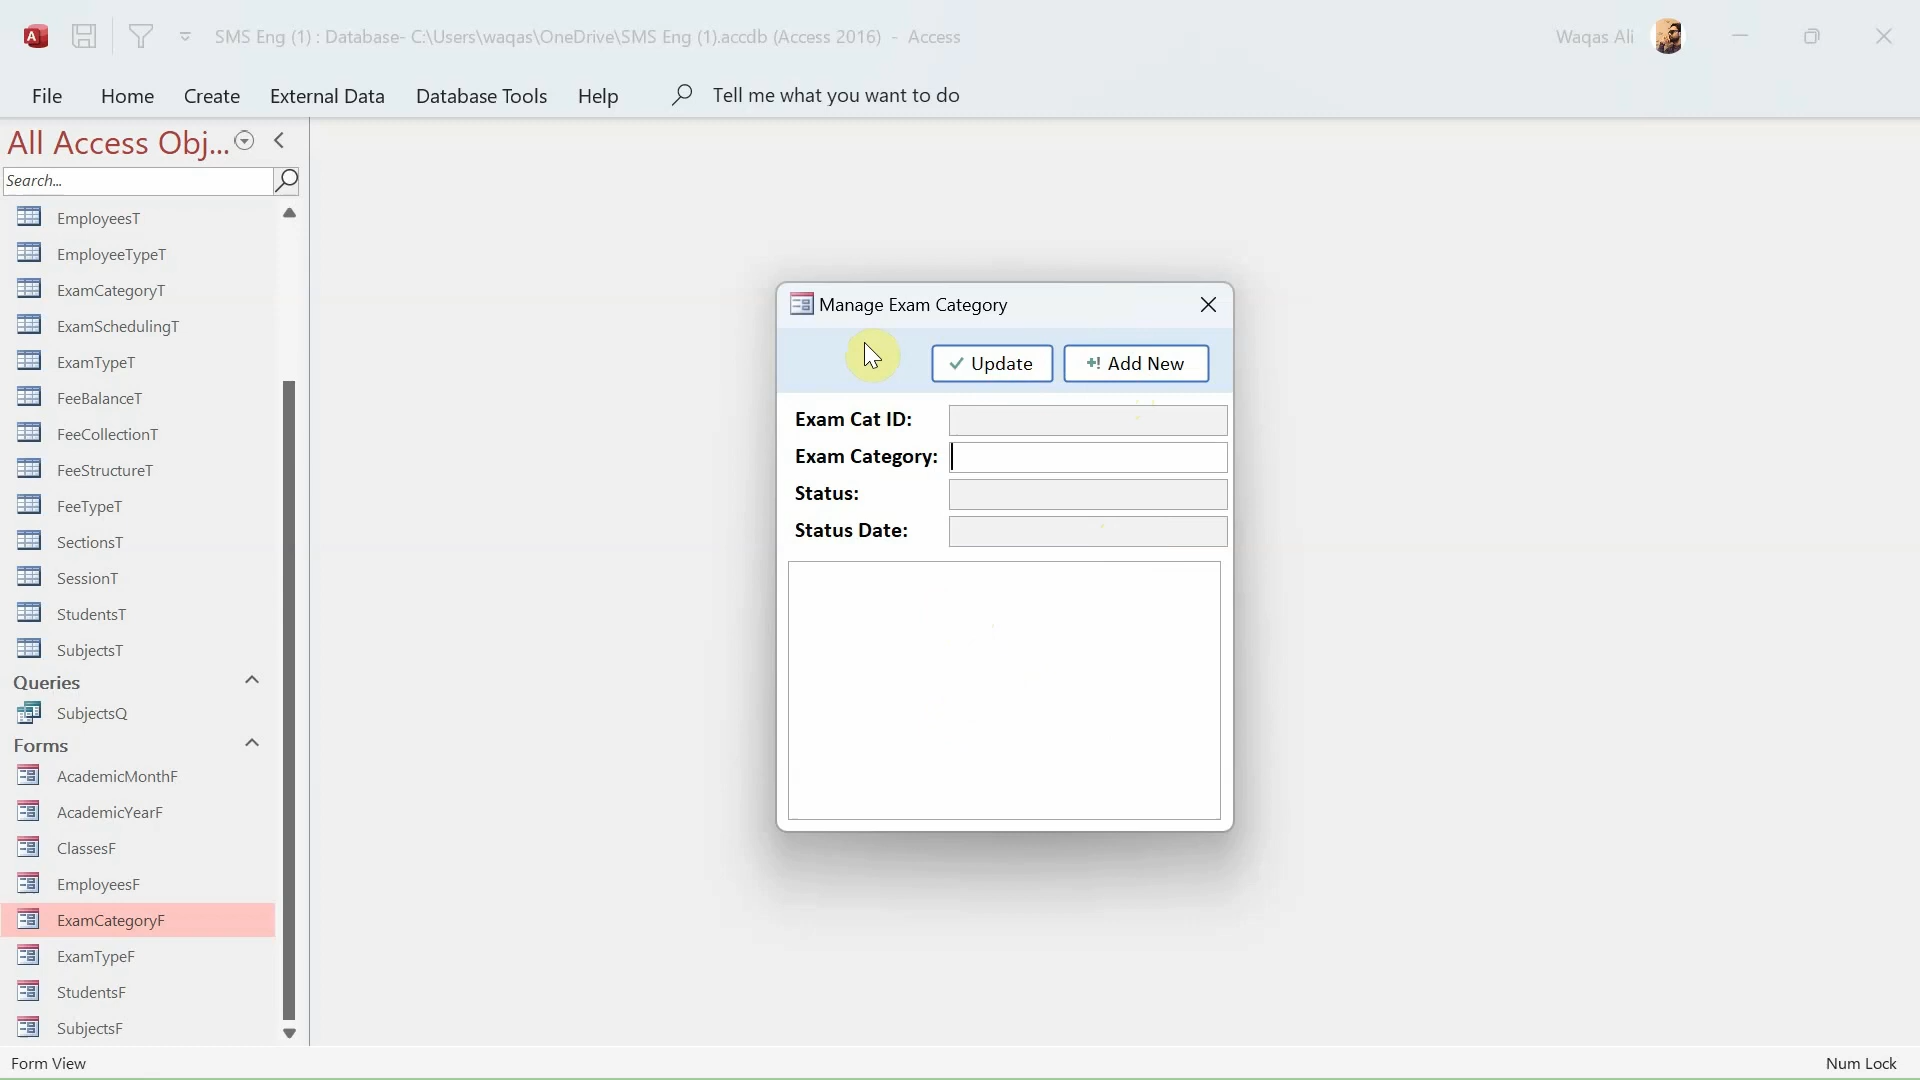 SMS Eng (1) : Database- C:\Users\waqas\OneDrive\SMS Eng (1).accdb (Access 2016) - Access
Waqas Ali
File Home Create External Data Database Tools Help Tell me what you want to do
All Access Obj...
Search...
EmployeesT
EmployeeTypeT
ExamCategoryT
ExamSchedulingT
ExamTypeT
FeeBalanceT
FeeCollectionT
FeeStructureT
FeeTypeT
SectionsT
SessionT
StudentsT
SubjectsT
Queries
SubjectsQ
Forms
AcademicMonthF
AcademicYearF
ClassesF
EmployeesF
ExamCategoryF
ExamTypeF
StudentsF
SubjectsF
Manage Exam Category
Update Add New
Exam Cat ID:
Exam Category:
Status:
Status Date:
Form View
Num Lock